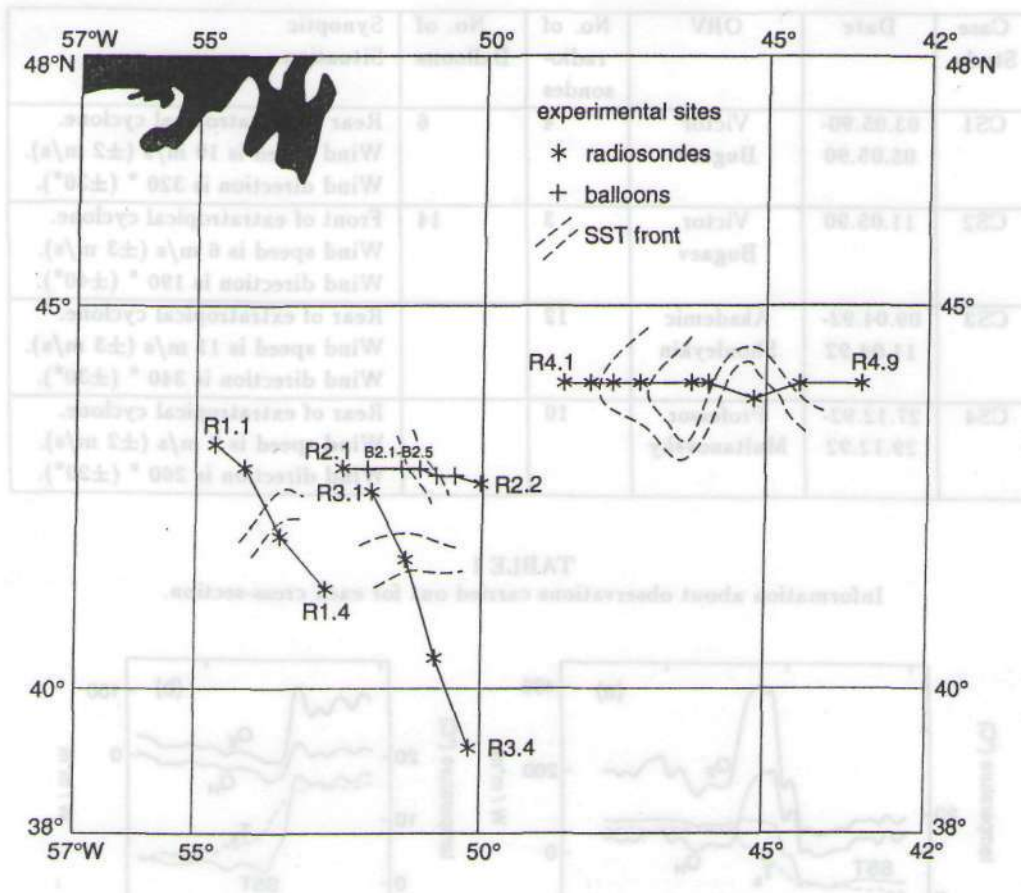 57°W 55° 50° 45° 42°
48°N 48°N
experimental sites
radiosondes
balloons
SST front
45° 45°
R4.1 R4.9
R1.1
R2.1 B2.1-B2.5
R3.1 R2.2
R1.4
40° 40°
R3.4
38° 38°
57°W 55° 50° 45° 42°